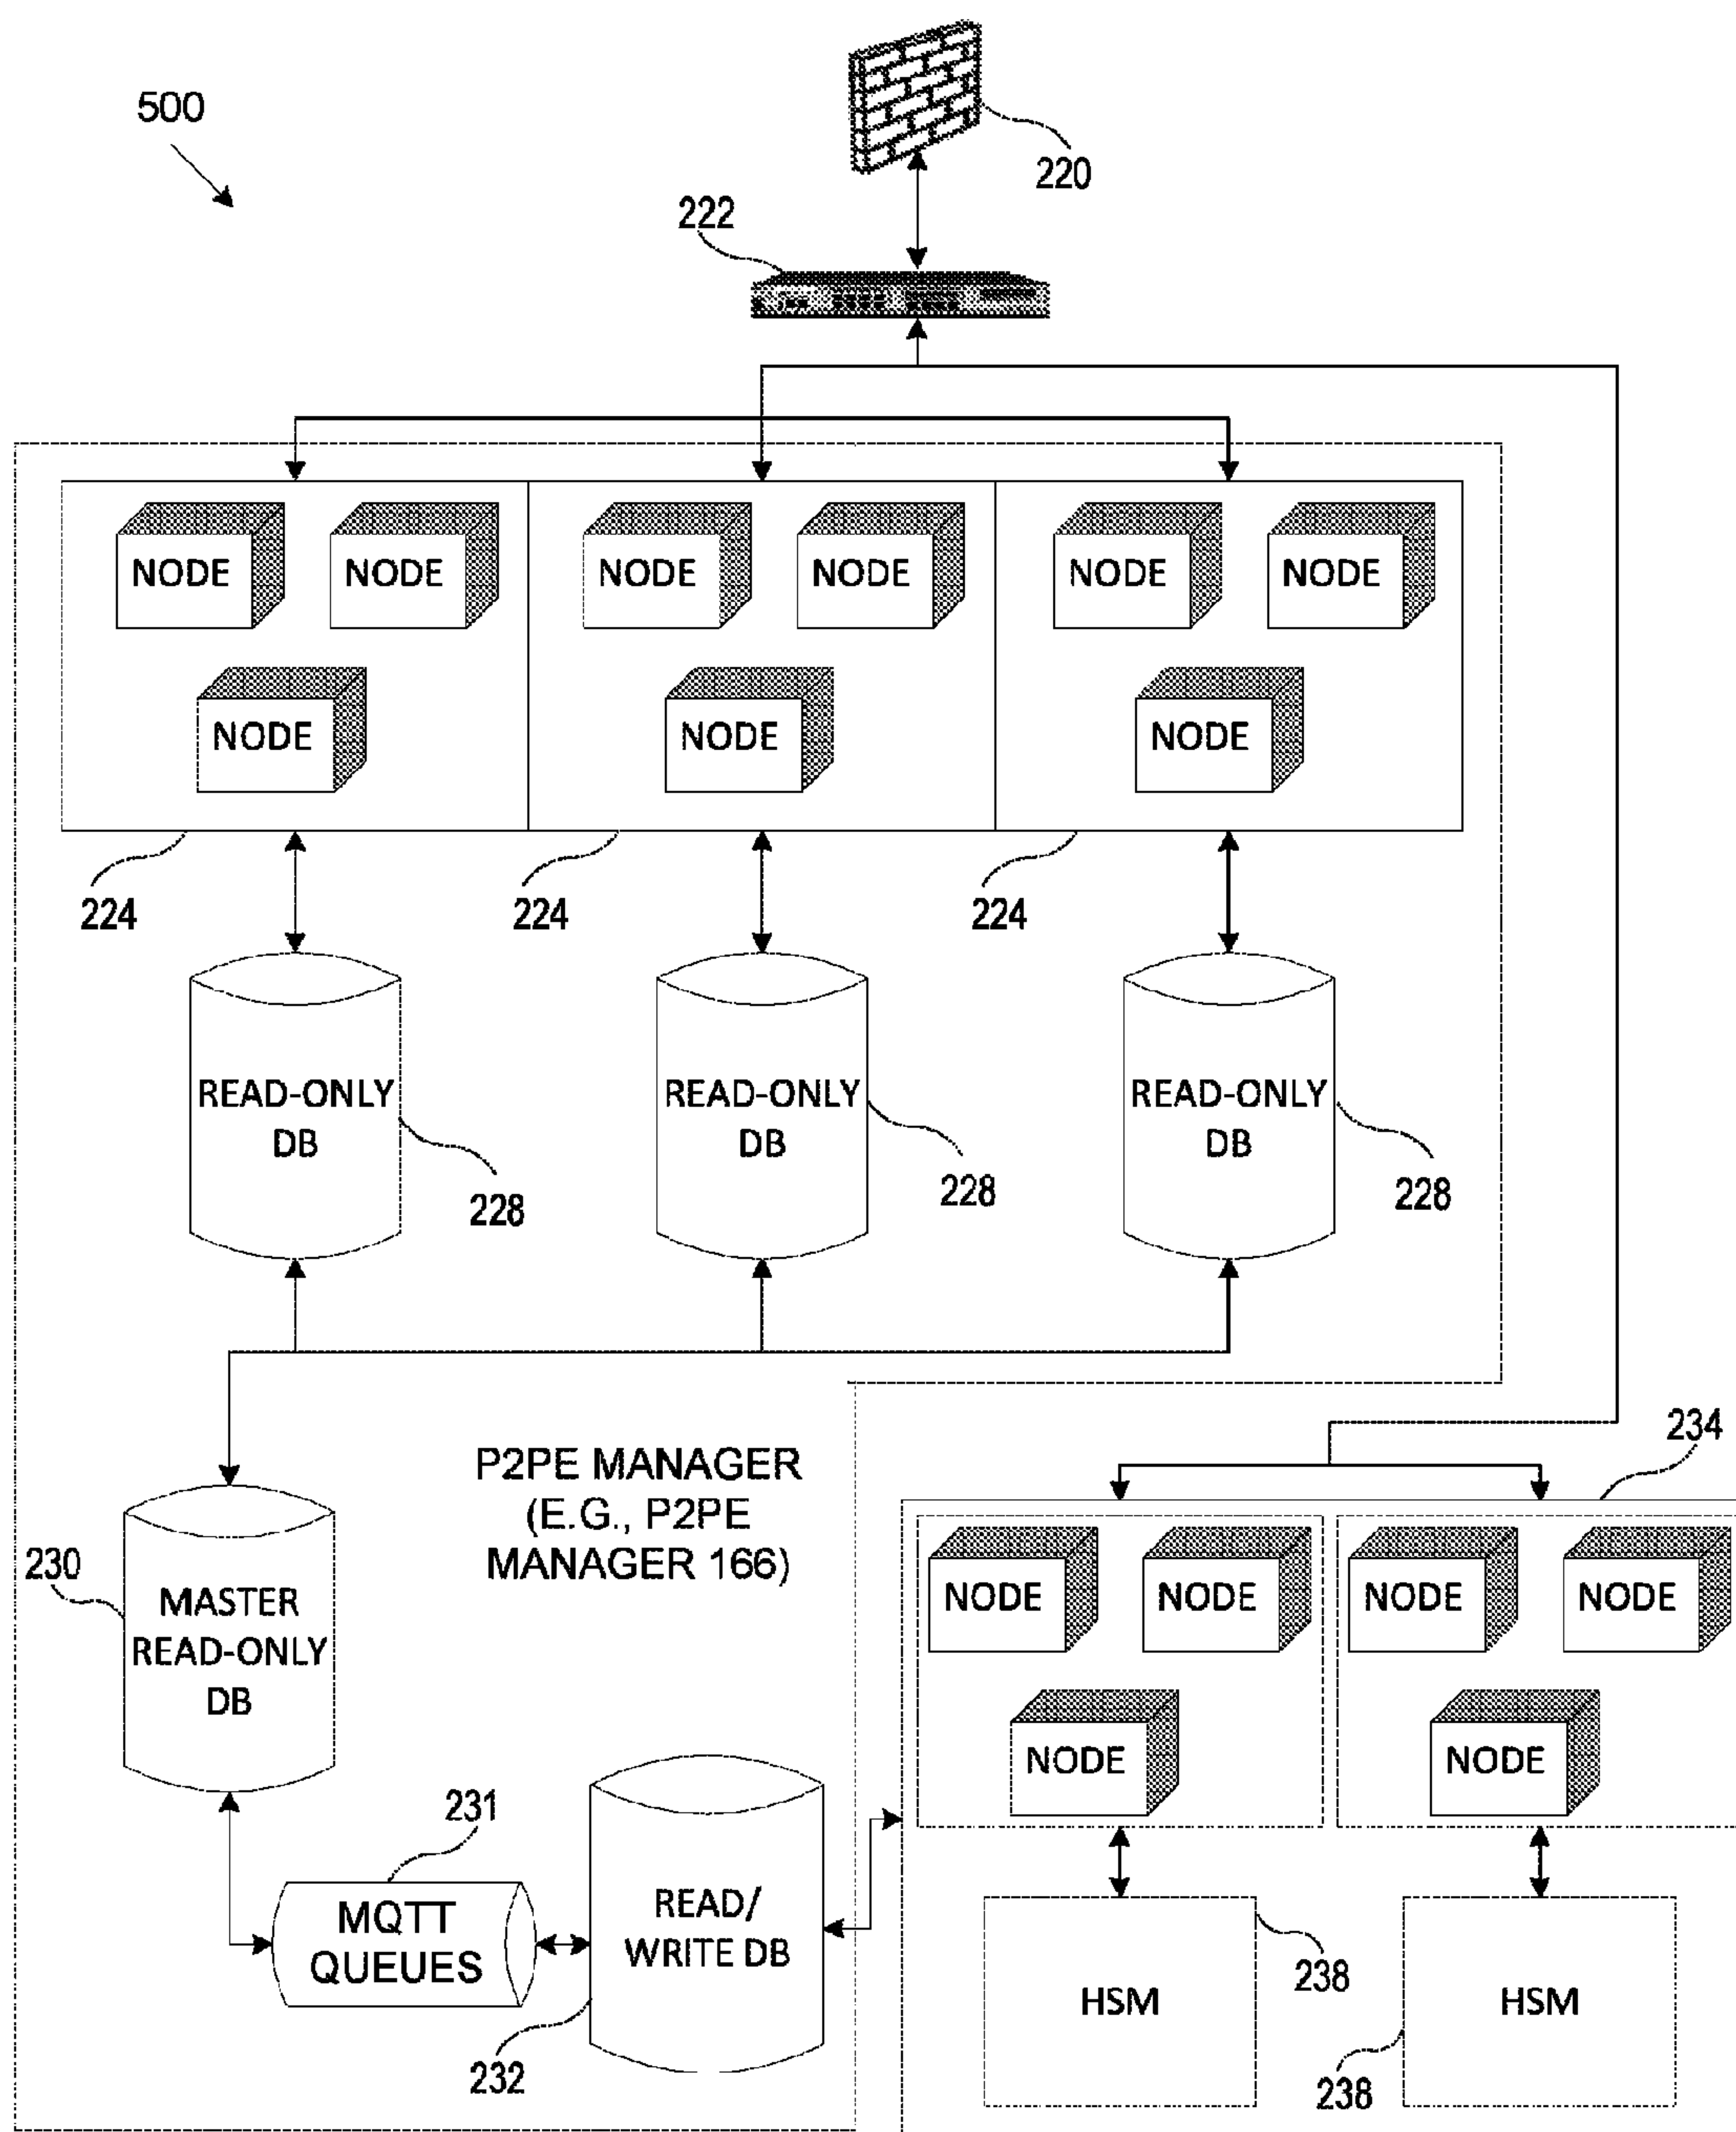 500
220
222
NODE NODE NODE NODE NODE NODE
NODE NODE NODE
224 224 224
READ-ONLY
DB
READ-ONLY
DB
READ-ONLY
DB
228 228 228
P2PE MANAGER
(E.G., P2PE
MANAGER 166)
234
230
MASTER
READ-ONLY
DB
NODE NODE NODE NODE
NODE NODE
231
MQTT
QUEUES
READ/
WRITE DB
232
HSM
238
HSM
238